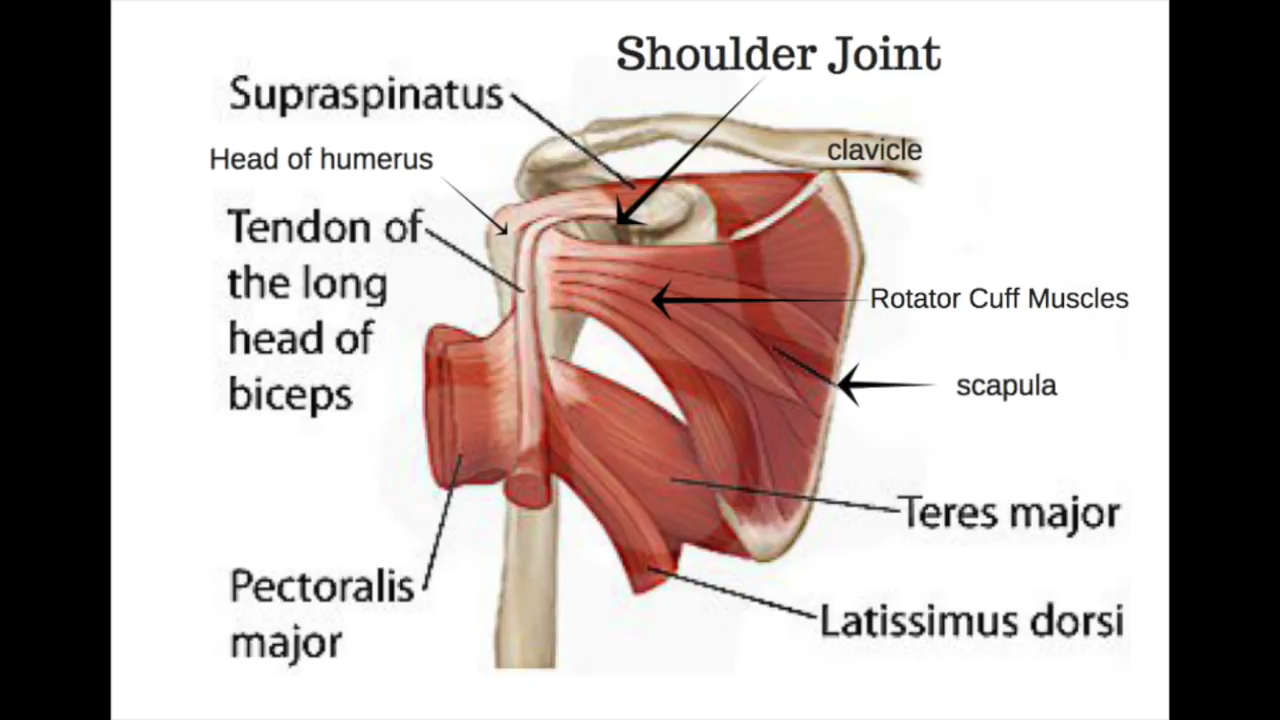 Shoulder Joint
Supraspinatus
clavicle
Head of humerus
Tendon of
the long
head of
biceps
Rotator Cuff Muscles
scapula
Teres major
Pectoralis
major
Latissimus dorsi